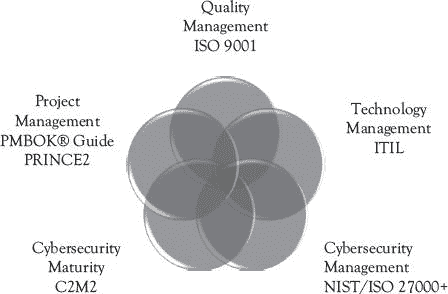 Quality
Management
ISO 9001
Project
Management
PMBOK® Guide
PRINCE2
Technology
Management
ITIL
Cybersecurity
Maturity
C2M2
Cybersecurity
Management
NIST/ISO 27000+